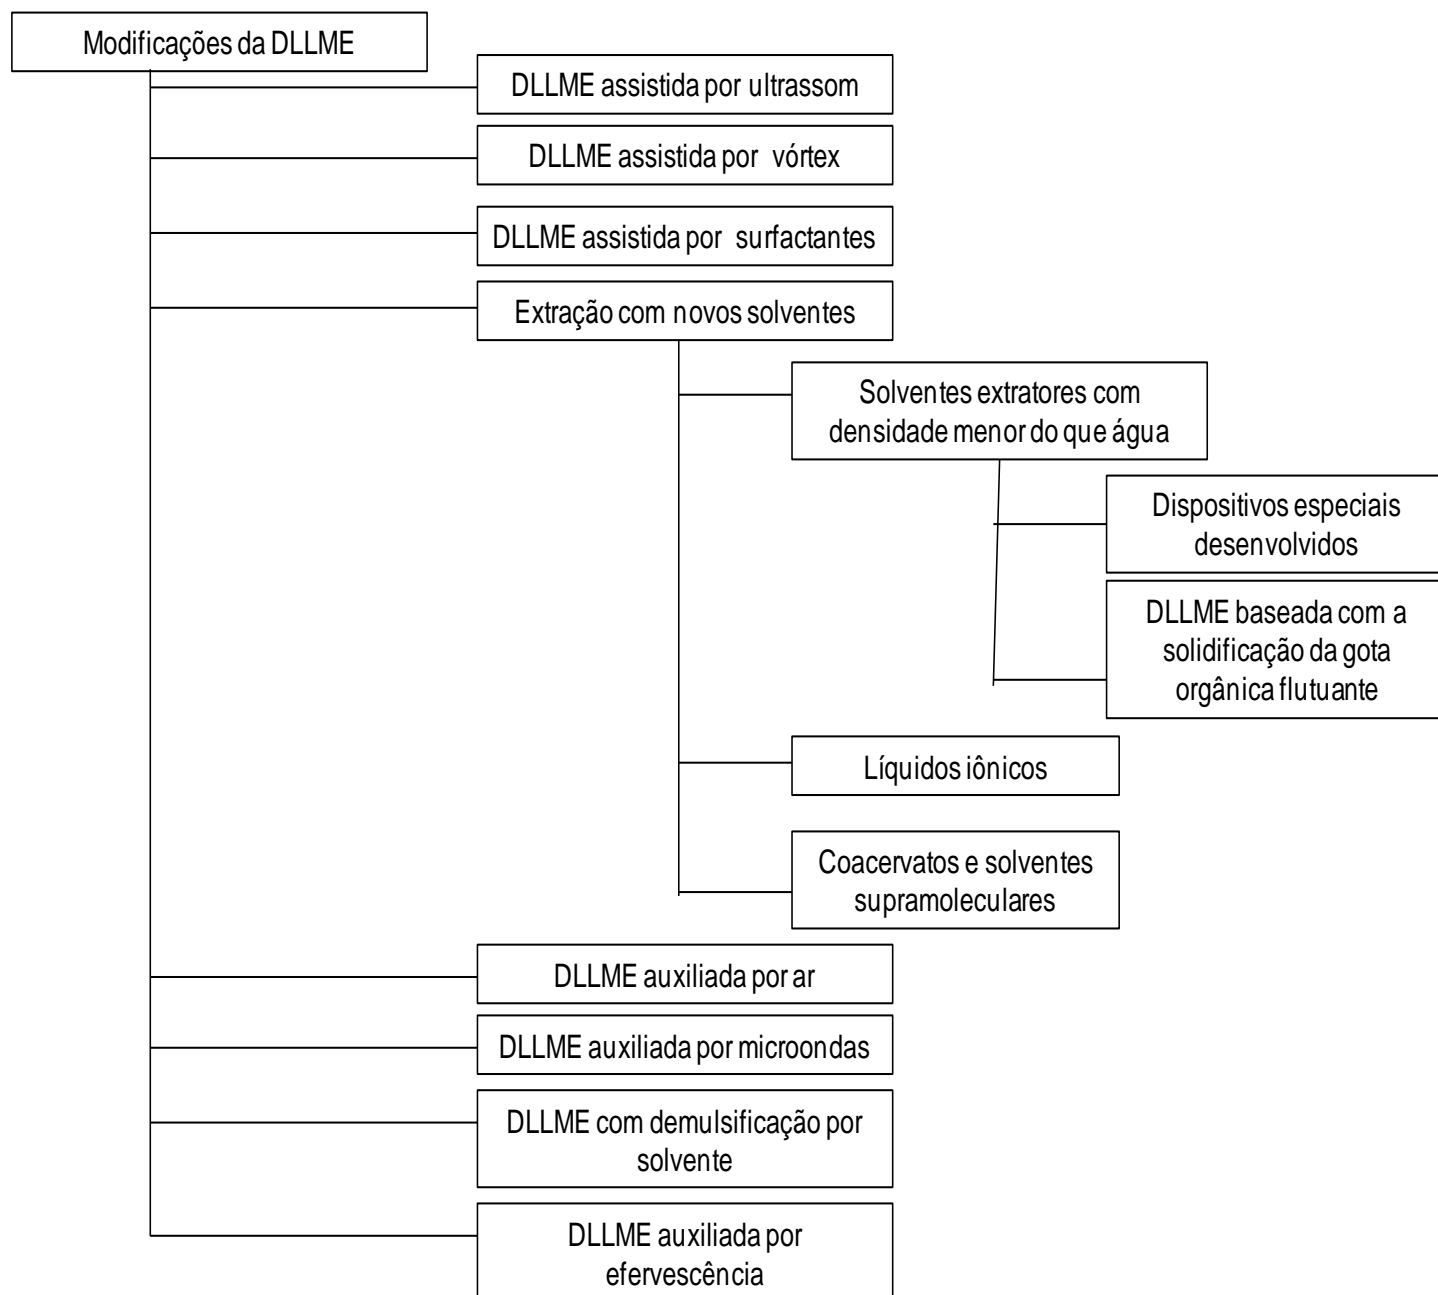 Modificações da DLLME
DLLME assistida por ultrassom
DLLME assistida por vórtex
DLLME assistida por surfactantes
Extração com novos solventes
Solventes extratores com
densidade menor do que água
Dispositivos especiais
desenvolvidos
DLLME baseada com a
solidificação da gota
orgânica flutuante
Líquidos iônicos
Coacervatos e solventes
supramoleculares
DLLME auxiliada por ar
DLLME auxiliada por microondas
DLLME com demulsificação por
solvente
DLLME auxiliada por
efervescência